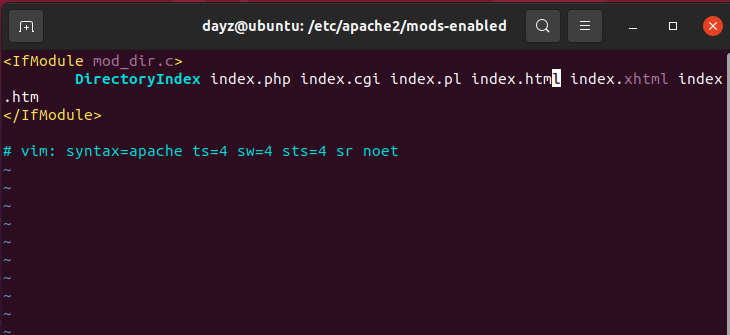 dayz@ubuntu: /etc/apache2/mods-enabled
<IfModule mod_dir.c>
        DirectoryIndex index.php index.cgi index.pl index.html index.xhtml index
.htm
</IfModule>

# vim: syntax=apache ts=4 sw=4 sts=4 sr noet
~
~
~
~
~
~
~
~
~
~